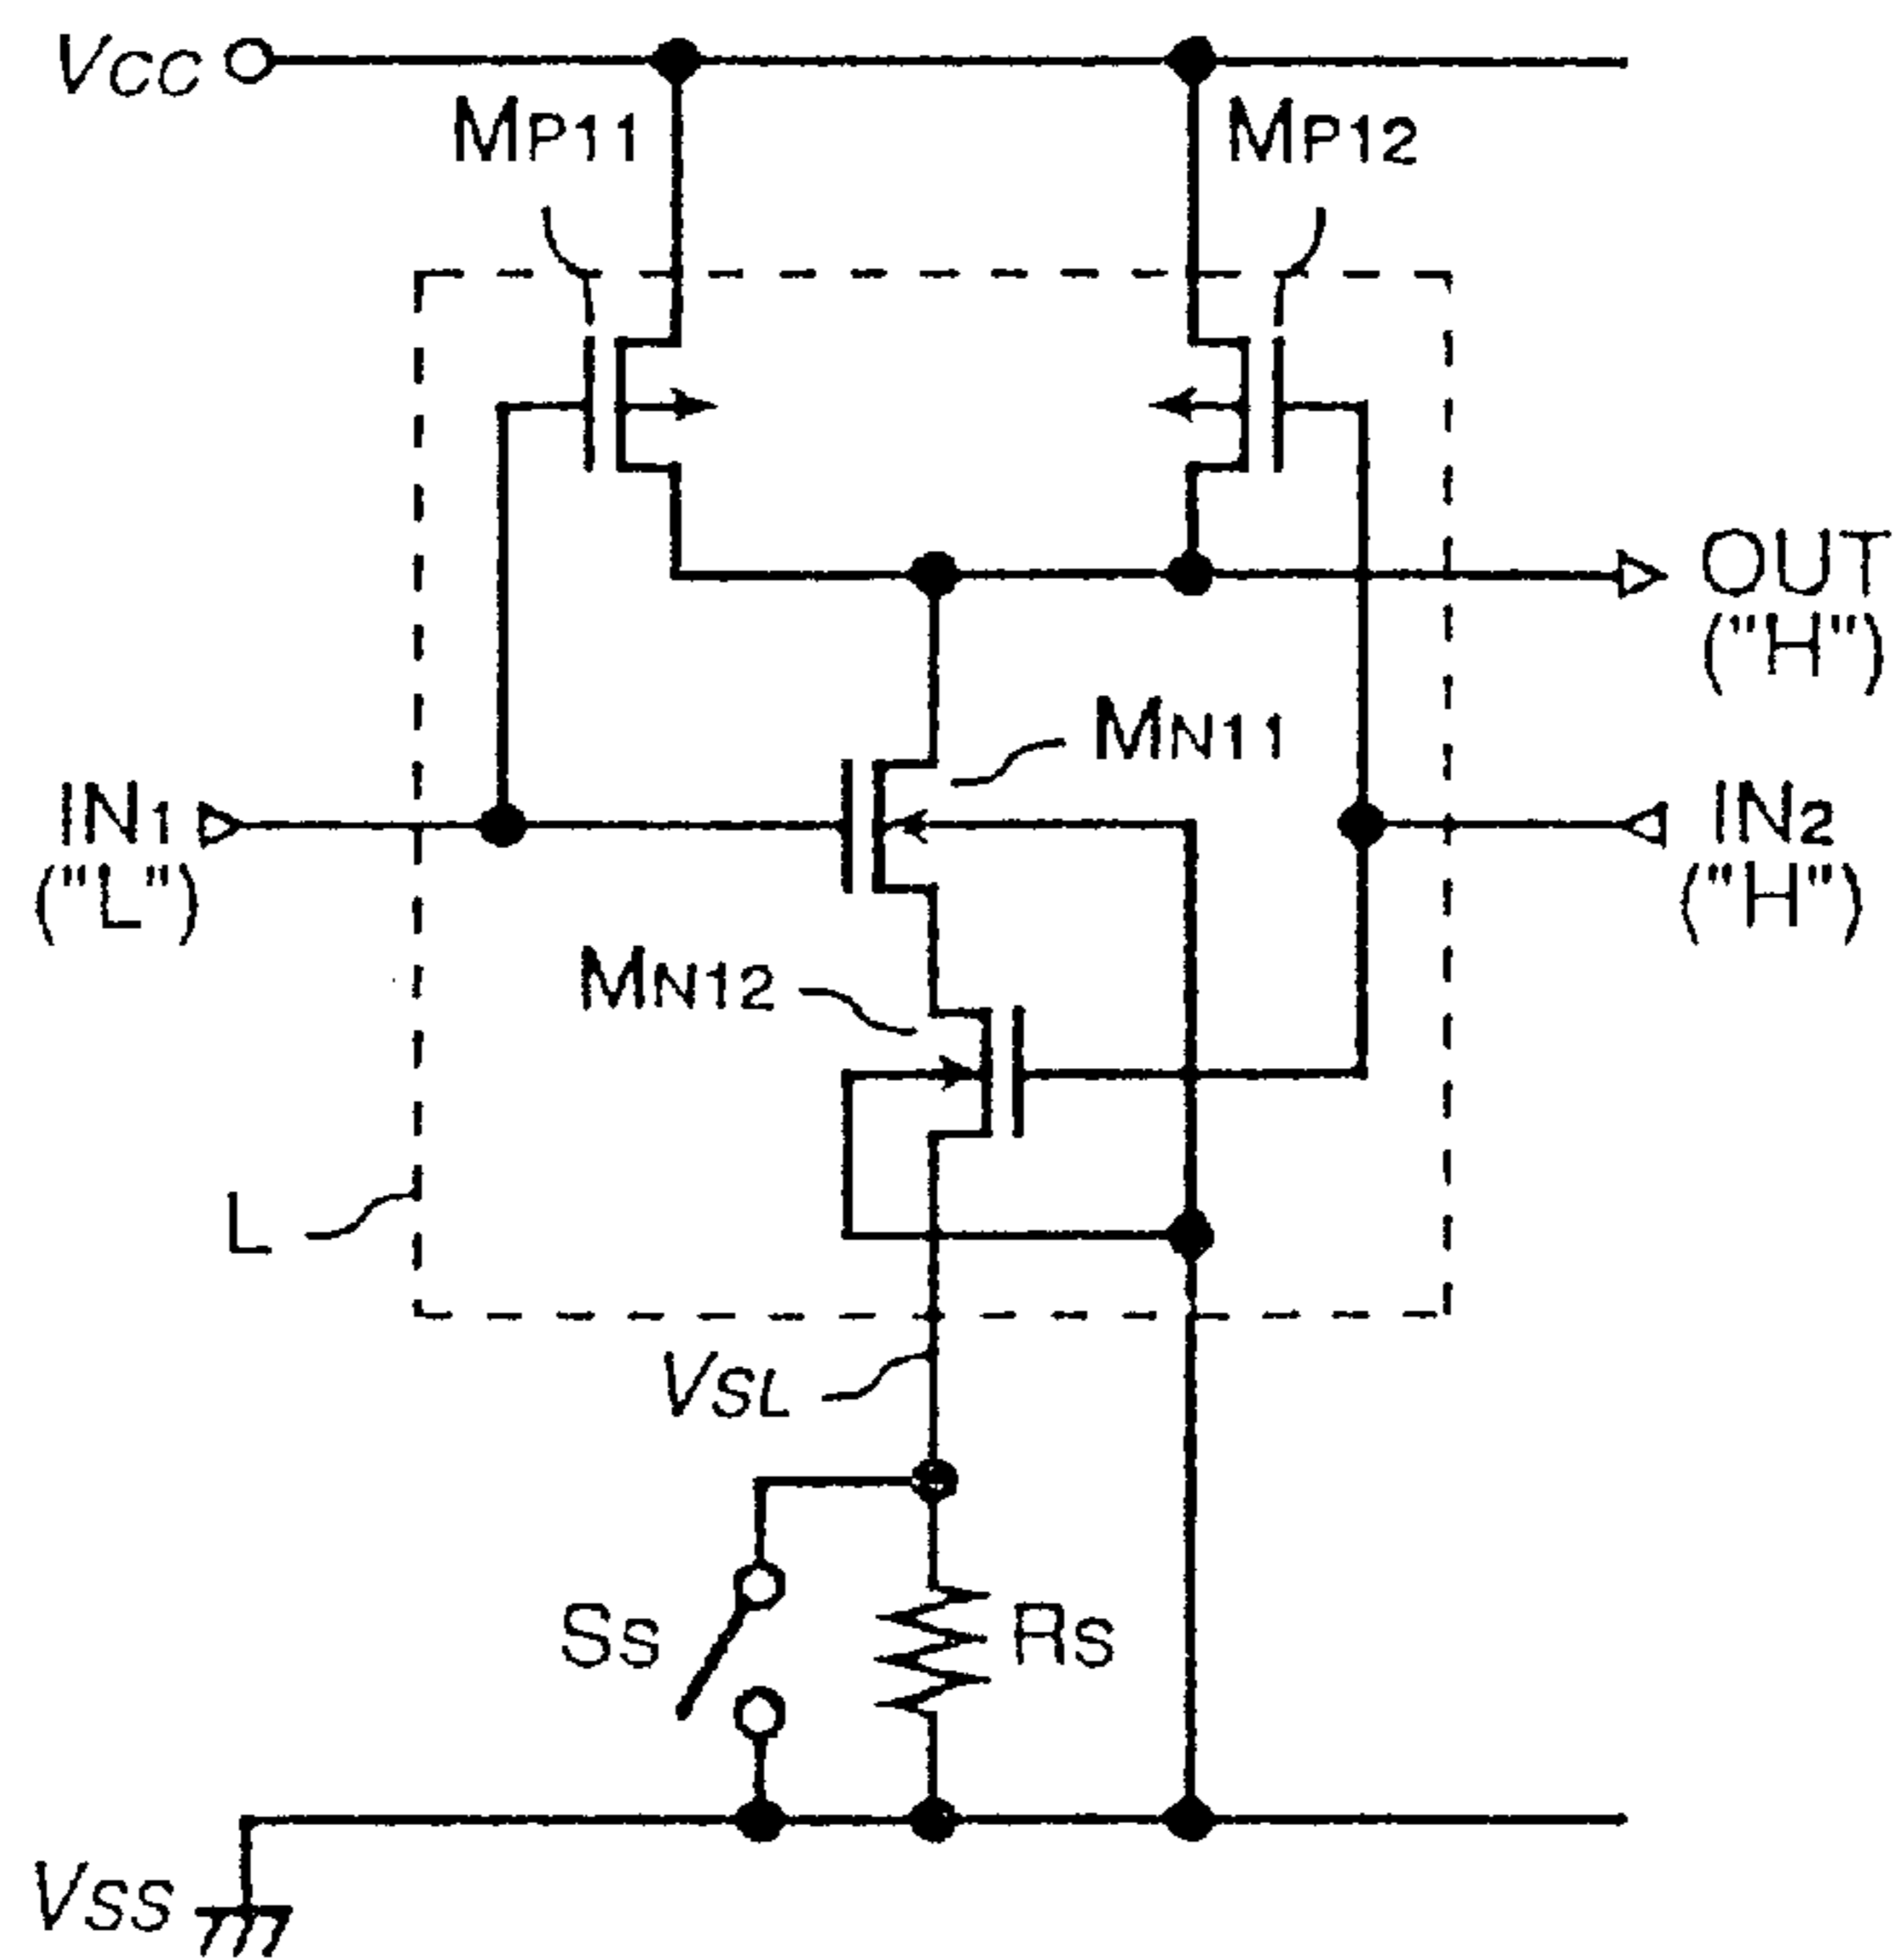 VCC
MP11
MP12
OUT
("H")
MN11
IN1
("L")
IN2
("H")
MN12
L
VSL
SS
RS
VSS